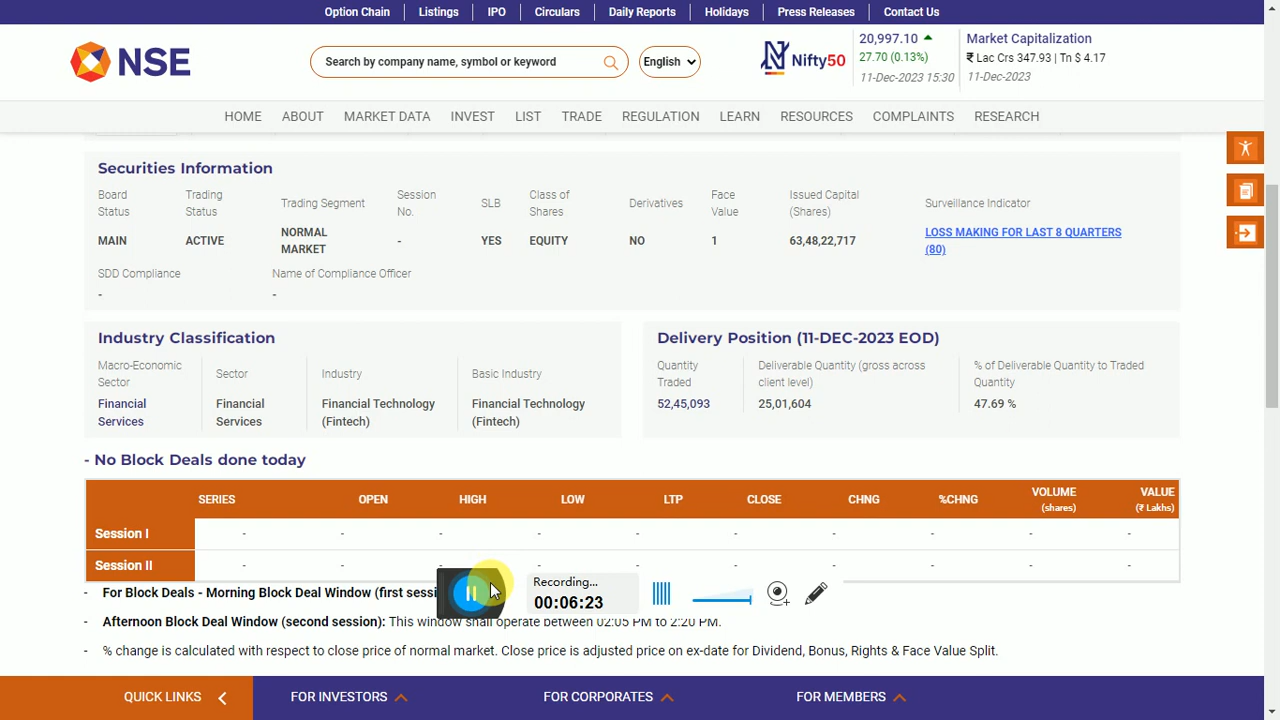 Option Chain Listings IPO Circulars Daily Reports Holidays Press Releases Contact Us
NSE
Search by company name, symbol or keyword
English
Nifty50
20,997.10
27.70 (0.13%)
11-Dec-2023 15:30
Market Capitalization
₹ Lac Crs 347.93 | Tn $ 4.17
11-Dec-2023
HOME ABOUT MARKET DATA INVEST LIST TRADE REGULATION LEARN RESOURCES COMPLAINTS RESEARCH
Securities Information
Board Status
Trading Status
Trading Segment
Session No.
SLB
Class of Shares
Derivatives
Face Value
Issued Capital (Shares)
Surveillance Indicator
MAIN
ACTIVE
NORMAL MARKET
-
YES
EQUITY
NO
1
63,48,22,717
LOSS MAKING FOR LAST 8 QUARTERS
(80)
SDD Compliance
Name of Compliance Officer
-
-
Industry Classification
Macro-Economic Sector
Sector
Industry
Basic Industry
Financial Services
Financial Services
Financial Technology (Fintech)
Financial Technology (Fintech)
Delivery Position (11-DEC-2023 EOD)
Quantity Traded
Deliverable Quantity (gross across client level)
% of Deliverable Quantity to Traded Quantity
52,45,093
25,01,604
47.69 %
- No Block Deals done today
SERIES OPEN HIGH LOW LTP CLOSE CHNG %CHNG VOLUME (shares) VALUE (₹ Lakhs)
Session I - - - - - - - - - -
Session II - - - - - - - - - -
- For Block Deals - Morning Block Deal Window (first sessi
Recording...
00:06:23
- Afternoon Block Deal Window (second session): This window shall operate between 02:05 PM to 2:20 PM.
- % change is calculated with respect to close price of normal market. Close price is adjusted price on ex-date for Dividend, Bonus, Rights & Face Value Split.
QUICK LINKS FOR INVESTORS FOR CORPORATES FOR MEMBERS